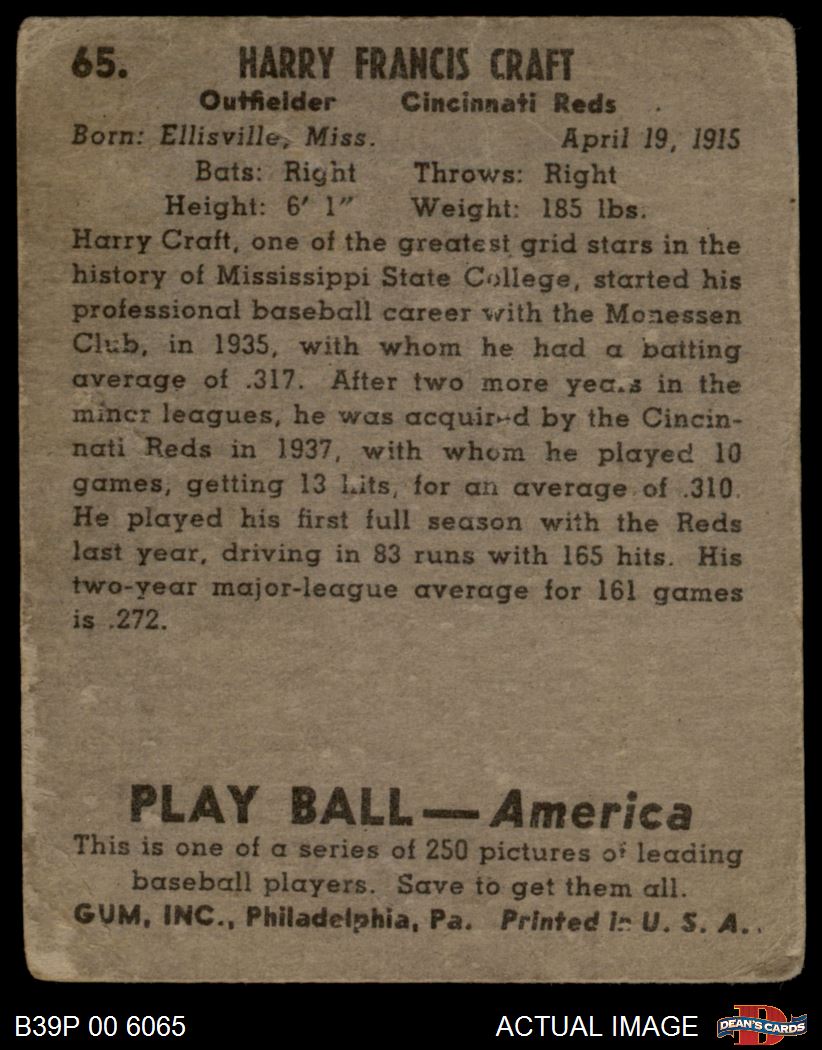 65. HARRY FRANCIS CRAFT
Outfielder Cincinnati Reds
Born: Ellisville, Miss. April 19, 1915
Bats: Right Throws: Right
Height: 6' 1" Weight: 185 lbs.
Harry Craft, one of the greatest grid stars in the
history of Mississippi State College, started his
professional baseball career with the Monessen
Club, in 1935, with whom he had a batting
average of .317. After two more years in the
minor leagues, he was acquired by the Cincin-
nati Reds in 1937, with whom he played 10
games, getting 13 hits, for an average of .310.
He played his first full season with the Reds
last year, driving in 83 runs with 165 hits. His
two-year major-league average for 161 games
is .272.
PLAY BALL—America
This is one of a series of 250 pictures of leading
baseball players. Save to get them all.
GUM, INC., Philadelphia, Pa. Printed in U. S. A.
B39P 00 6065 ACTUAL IMAGE DEAN'S CARDS